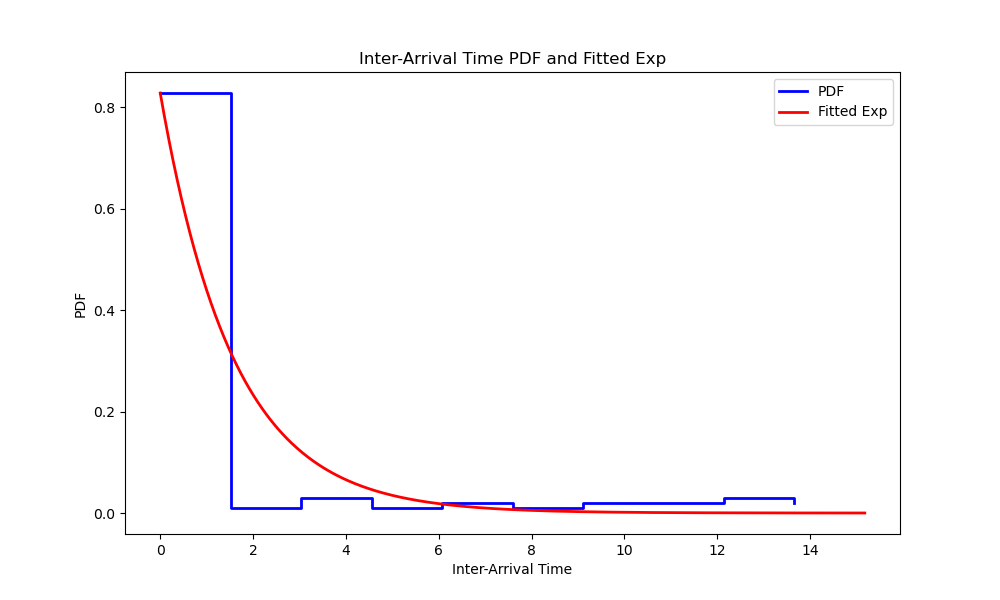 Inter-Arrival Time PDF and Fitted Exp
PDF
Fitted Exp
PDF
0.8
0.6
0.4
0.2
0.0
0 2 4 6 8 10 12 14
Inter-Arrival Time